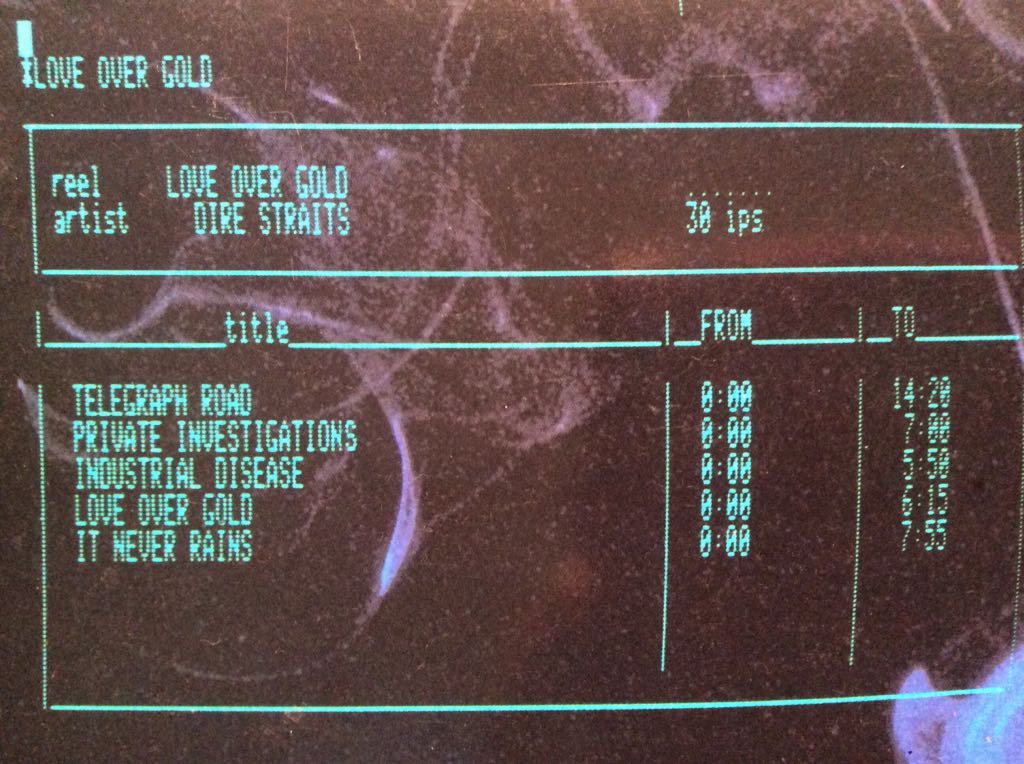 LOVE OVER GOLD
reel LOVE OVER GOLD .......
artist DIRE STRAITS 30 ips
title FROM TO
TELEGRAPH ROAD 0:00 14:20
PRIVATE INVESTIGATIONS 0:00 7:00
INDUSTRIAL DISEASE 0:00 5:50
LOVE OVER GOLD 0:00 6:15
IT NEVER RAINS 0:00 7:55